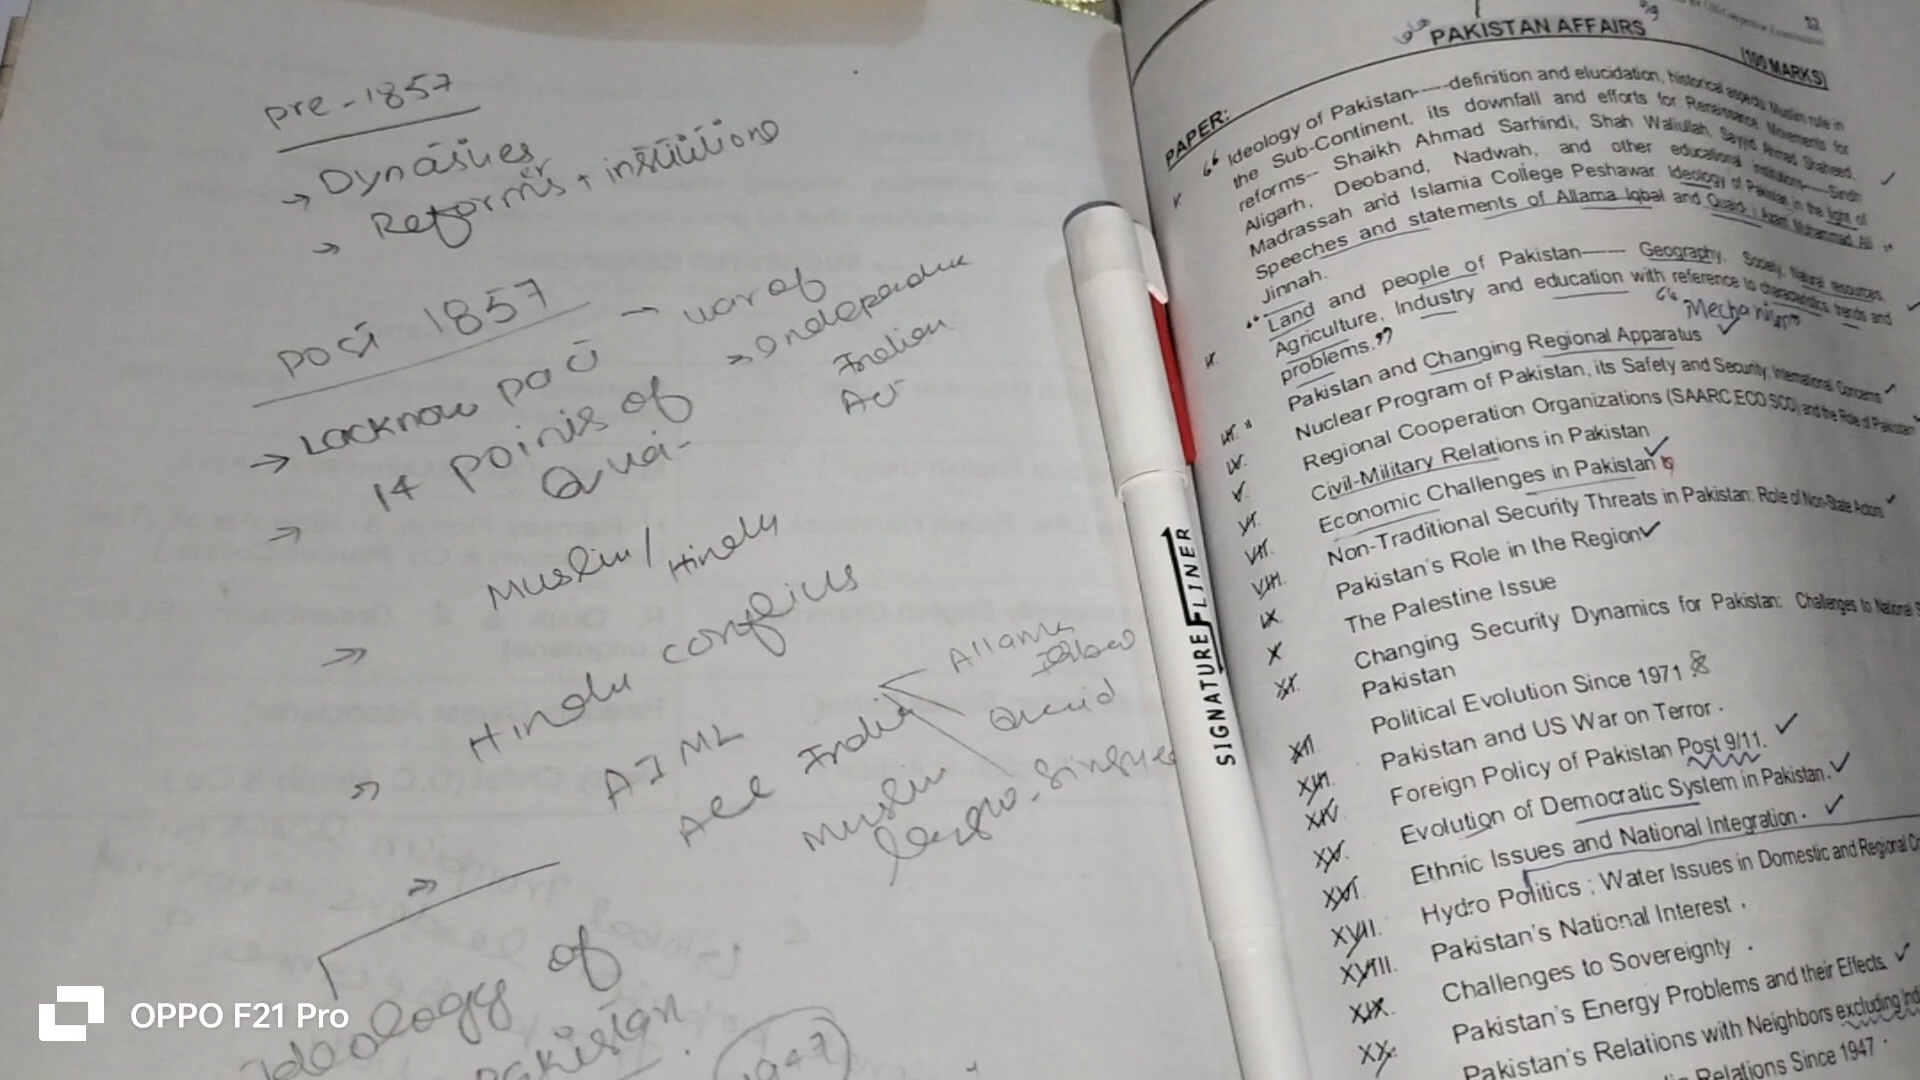 pre-1857
→ Dynasties
→ Reforms + institutions
post 1857
→ Lacknow pact
→ 14 points of
Quai-
→ war of
→ Independence
Indian
Act
→ Muslim/
Hindu
conflicts
→ Hindu
→ AIML
All India
Muslim
league
Allama
Iqbal
Quaid
Ideology of
Pakistan
1947
SIGNATURE FLINER
12
PAKISTAN AFFAIRS
(100 MARKS)
PAPER:
I. Ideology of Pakistan-----definition and elucidation, historical aspects Muslim rule in
the Sub-Continent, its downfall and efforts for Renaissance. Movements for
reforms-- Shaikh Ahmad Sarhindi, Shah Waliullah, Sayyid Ahmad Shaheed,
Aligarh, Deoband, Nadwah, and other educational institutions-----Sindh
Madrassah and Islamia College Peshawar. Ideology of Pakistan in the light of
Speeches and statements of Allama Iqbal and Quaid-i-Azam Muhammad Ali
Jinnah.
II. Land and people of Pakistan------ Geography, Society, Natural resources,
Agriculture, Industry and education with reference to characteristics, trends and
problems.
Mechanism
III. Pakistan and Changing Regional Apparatus
IV. Nuclear Program of Pakistan, its Safety and Security, International Concerns
V. Regional Cooperation Organizations (SAARC,ECO,SCO) and the Role of Pakistan
VI. Civil-Military Relations in Pakistan
VII. Economic Challenges in Pakistan
VIII. Non-Traditional Security Threats in Pakistan: Role of Non-State Actors
IX. Pakistan's Role in the Region
X. The Palestine Issue
XI. Changing Security Dynamics for Pakistan: Challenges to National
Pakistan
XII. Political Evolution Since 1971
XIII. Pakistan and US War on Terror.
XIV. Foreign Policy of Pakistan Post 9/11.
XV. Evolution of Democratic System in Pakistan.
XVI. Ethnic Issues and National Integration.
XVII. Hydro Politics ; Water Issues in Domestic and Regional
XVIII. Pakistan's National Interest.
XIX. Challenges to Sovereignty
XX. Pakistan's Energy Problems and their Effects.
Pakistan's Relations with Neighbors excluding
Relations Since 1947
OPPO F21 Pro